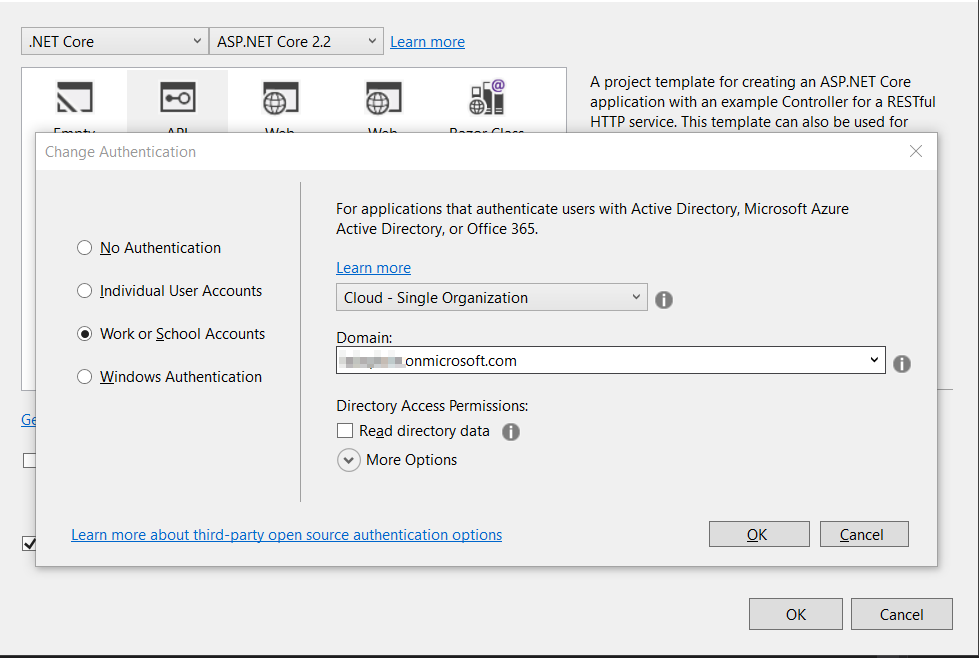 .NET Core
ASP.NET Core 2.2
Learn more
A project template for creating an ASP.NET Core
application with an example Controller for a RESTful
HTTP service. This template can also be used for
Empty
API
Web
Web
Razor Class
Change Authentication
No Authentication
Individual User Accounts
Work or School Accounts
Windows Authentication
For applications that authenticate users with Active Directory, Microsoft Azure
Active Directory, or Office 365.
Learn more
Cloud - Single Organization
Domain:
.onmicrosoft.com
Directory Access Permissions:
Read directory data
More Options
Learn more about third-party open source authentication options
OK
Cancel
Ge
OK
Cancel